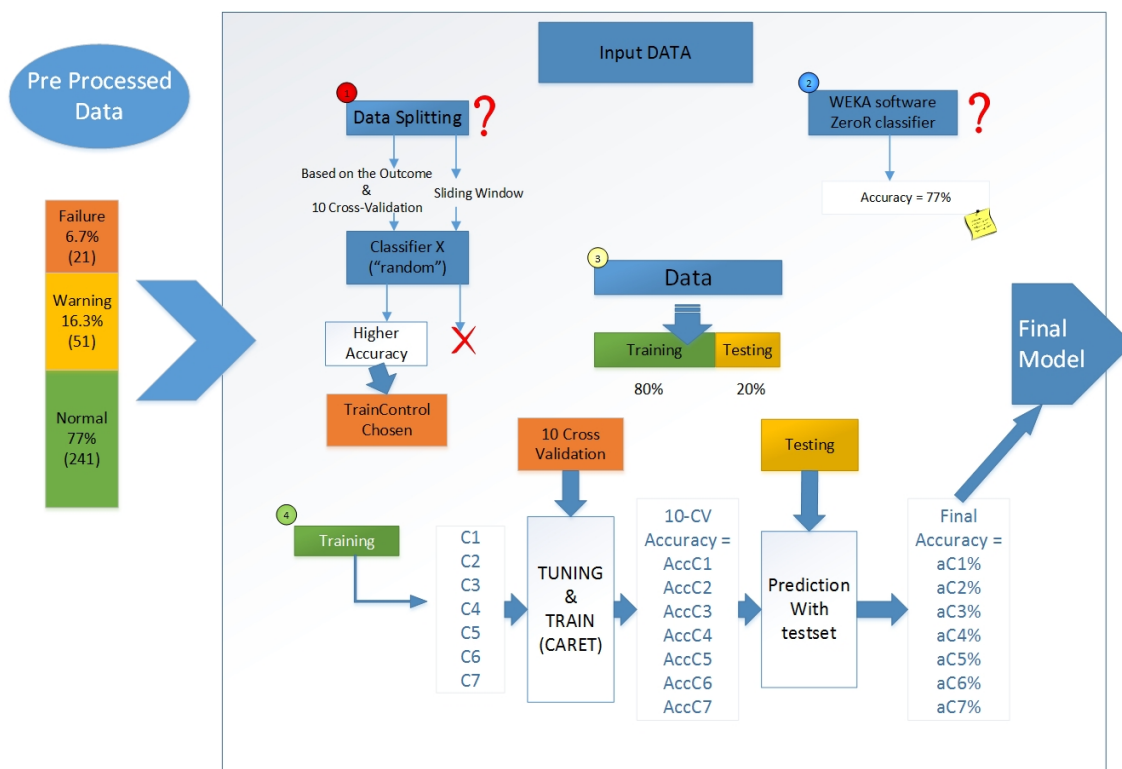 Pre Processed
Data
Failure
6.7%
(21)
Warning
16.3%
(51)
Normal
77%
(241)
Input DATA
1
Data Splitting
?
Based on the Outcome
&
10 Cross-Validation
Sliding Window
Classifier X
(“random”)
Higher
Accuracy
X
TrainControl
Chosen
2
WEKA software
ZeroR classifier
?
Accuracy = 77%
3
Data
Training
Testing
80%
20%
4
Training
C1
C2
C3
C4
C5
C6
C7
10 Cross
Validation
TUNING
&
TRAIN
(CARET)
10-CV
Accuracy =
AccC1
AccC2
AccC3
AccC4
AccC5
AccC6
AccC7
Testing
Prediction
With
testset
Final
Accuracy =
aC1%
aC2%
aC3%
aC4%
aC5%
aC6%
aC7%
Final
Model